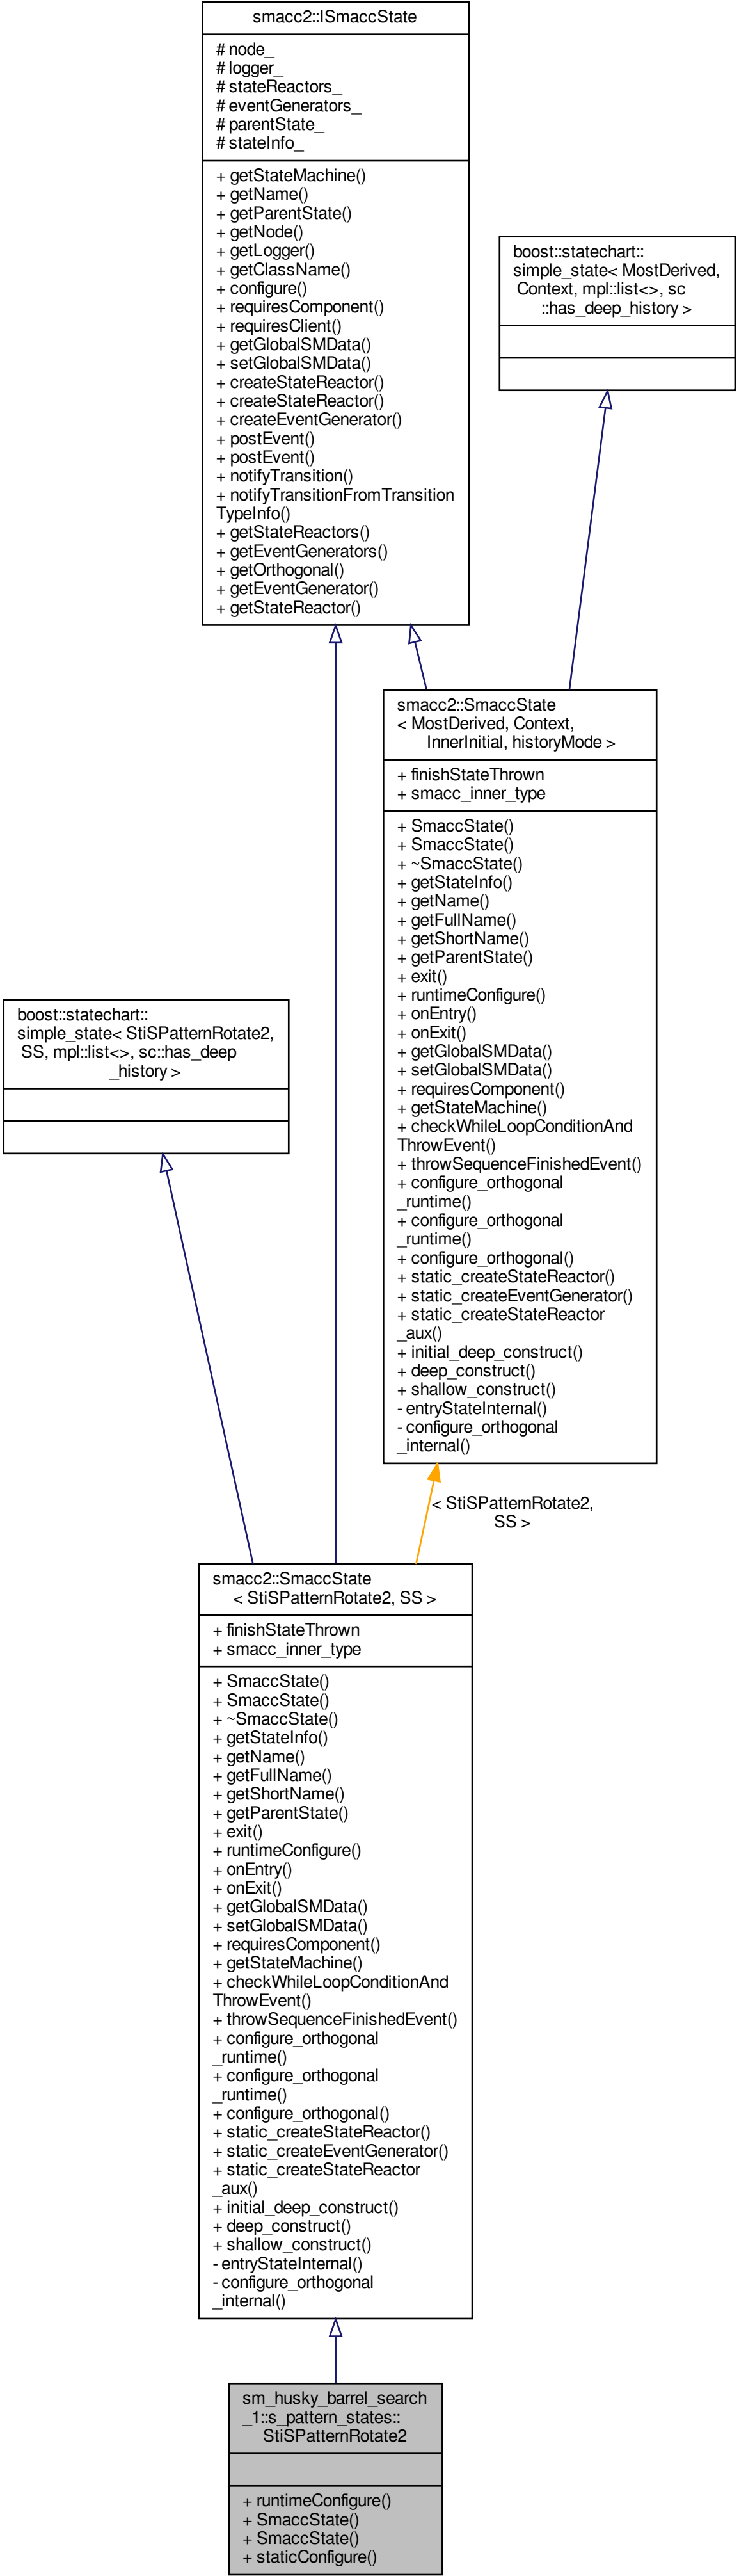 smacc2::ISmaccState
# node_
# logger_
# stateReactors_
# eventGenerators_
# parentState_
# stateInfo_
+ getStateMachine()
+ getName()
+ getParentState()
+ getNode()
+ getLogger()
+ getClassName()
+ configure()
+ requiresComponent()
+ requiresClient()
+ getGlobalSMData()
+ setGlobalSMData()
+ createStateReactor()
+ createStateReactor()
+ createEventGenerator()
+ postEvent()
+ postEvent()
+ notifyTransition()
+ notifyTransitionFromTransition
TypeInfo()
+ getStateReactors()
+ getEventGenerators()
+ getOrthogonal()
+ getEventGenerator()
+ getStateReactor()
boost::statechart::
simple_state< MostDerived,
Context, mpl::list<>, sc
::has_deep_history >
smacc2::SmaccState
< MostDerived, Context,
InnerInitial, historyMode >
+ finishStateThrown
+ smacc_inner_type
+ SmaccState()
+ SmaccState()
+ ~SmaccState()
+ getStateInfo()
+ getName()
+ getFullName()
+ getShortName()
+ getParentState()
+ exit()
+ runtimeConfigure()
+ onEntry()
+ onExit()
+ getGlobalSMData()
+ setGlobalSMData()
+ requiresComponent()
+ getStateMachine()
+ checkWhileLoopConditionAnd
ThrowEvent()
+ throwSequenceFinishedEvent()
+ configure_orthogonal
_runtime()
+ configure_orthogonal
_runtime()
+ configure_orthogonal()
+ static_createStateReactor()
+ static_createEventGenerator()
+ static_createStateReactor
_aux()
+ initial_deep_construct()
+ deep_construct()
+ shallow_construct()
- entryStateInternal()
- configure_orthogonal
_internal()
boost::statechart::
simple_state< StiSPatternRotate2,
SS, mpl::list<>, sc::has_deep
_history >
< StiSPatternRotate2,
SS >
smacc2::SmaccState
< StiSPatternRotate2, SS >
+ finishStateThrown
+ smacc_inner_type
+ SmaccState()
+ SmaccState()
+ ~SmaccState()
+ getStateInfo()
+ getName()
+ getFullName()
+ getShortName()
+ getParentState()
+ exit()
+ runtimeConfigure()
+ onEntry()
+ onExit()
+ getGlobalSMData()
+ setGlobalSMData()
+ requiresComponent()
+ getStateMachine()
+ checkWhileLoopConditionAnd
ThrowEvent()
+ throwSequenceFinishedEvent()
+ configure_orthogonal
_runtime()
+ configure_orthogonal
_runtime()
+ configure_orthogonal()
+ static_createStateReactor()
+ static_createEventGenerator()
+ static_createStateReactor
_aux()
+ initial_deep_construct()
+ deep_construct()
+ shallow_construct()
- entryStateInternal()
- configure_orthogonal
_internal()
sm_husky_barrel_search
_1::s_pattern_states::
StiSPatternRotate2
+ runtimeConfigure()
+ SmaccState()
+ SmaccState()
+ staticConfigure()